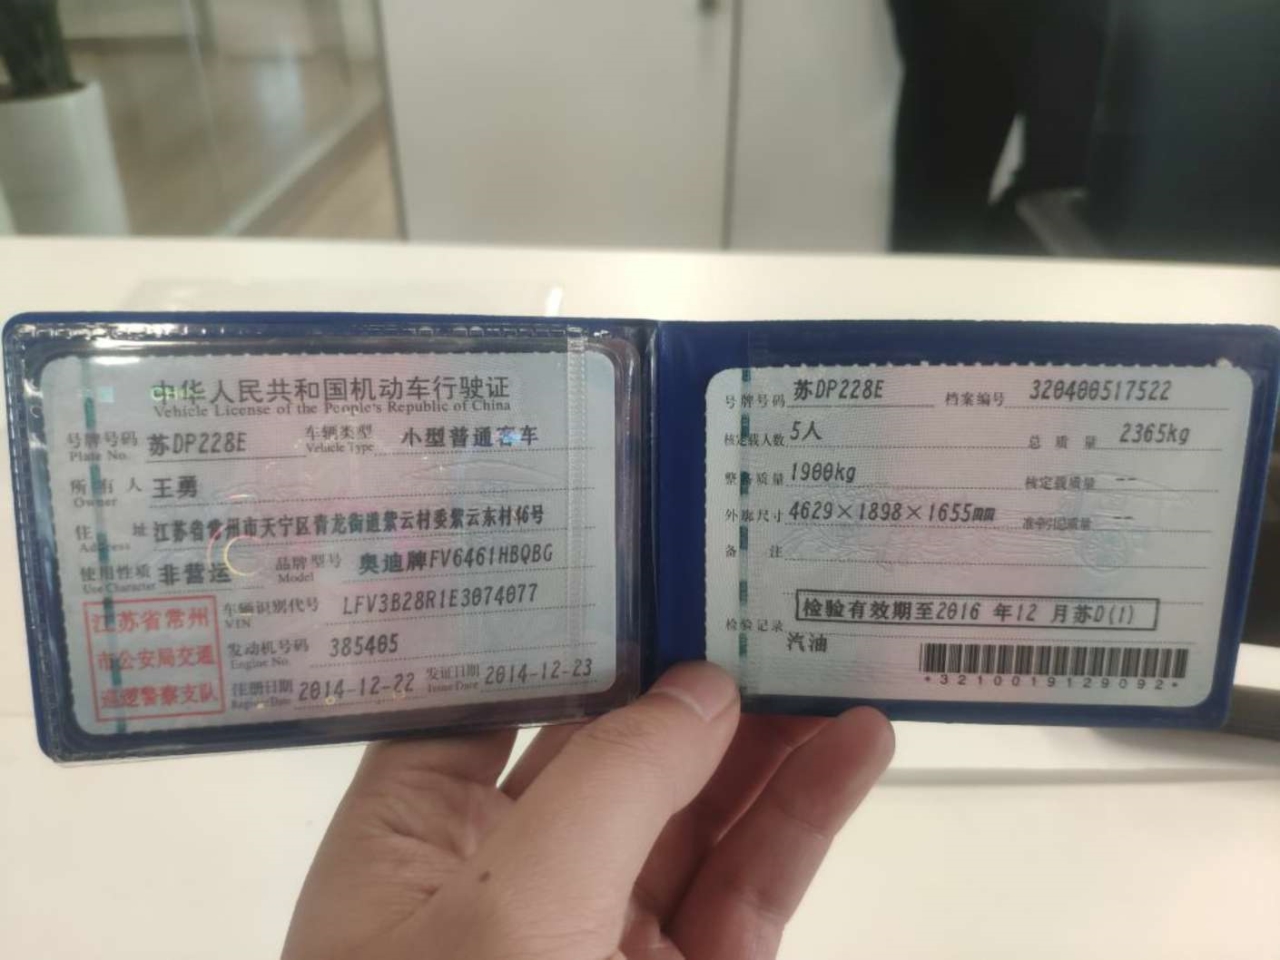 中华人民共和国机动车行驶证
Vehicle License of the People's Republic of China
号牌号码 苏DP228E 车辆类型 小型普通客车
Plate No. Vehicle Type
所有人 王勇
Owner
住址 江苏省常州市天宁区青龙街道紫云村委紫云东村46号
Address
使用性质 非营运 品牌型号 奥迪牌FV6461HBQBG
Use Character Model
车辆识别代号 LFV3B28R1E3074077
VIN
发动机号码 385405
Engine No.
注册日期 2014-12-22 发证日期 2014-12-23
Register Date Issue Date
江苏省常州
市公安局交通
巡逻警察支队
号牌号码 苏DP228E 档案编号 320400517522
核定载人数 5人 总质量 2365kg
整备质量 1900kg 核定载质量 --
外廓尺寸 4629×1898×1655mm 准牵引总质量 --
备注
检验有效期至2016 年12 月苏D(1)
检验记录
汽油
*3210019129092*